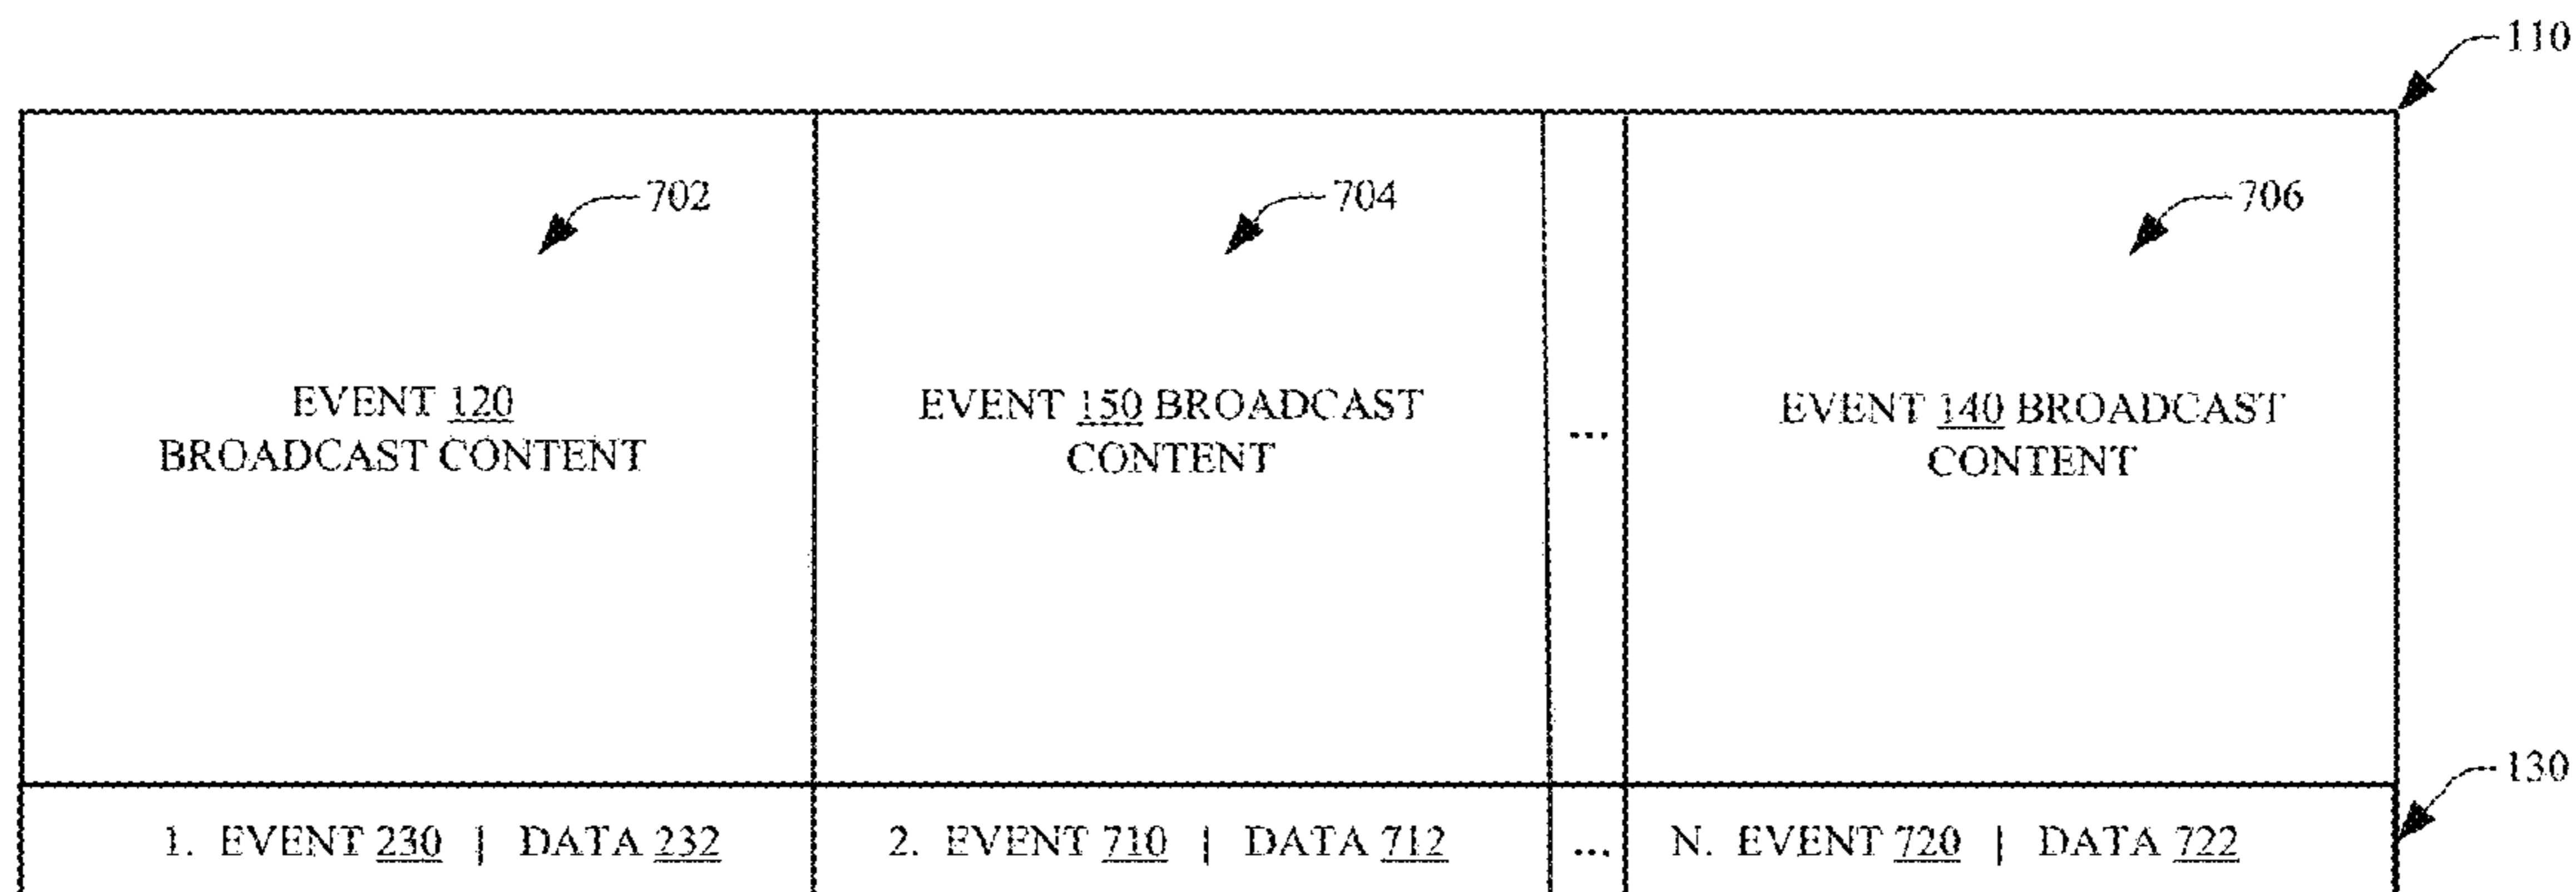 110
702
704
706
EVENT 120
BROADCAST CONTENT
EVENT 150 BROADCAST
CONTENT
...
EVENT 140 BROADCAST
CONTENT
130
1. EVENT 230 | DATA 232
2. EVENT 710 | DATA 712
...
N. EVENT 720 | DATA 722